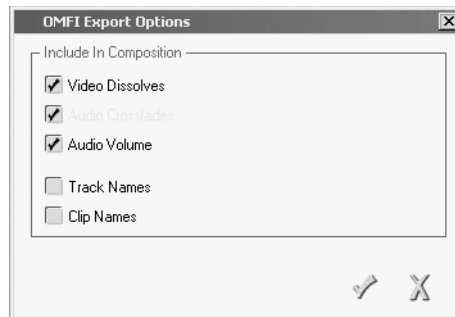 OMFI Export Options
Include In Composition
Video Dissolves
Audio Crossfades
Audio Volume
Track Names
Clip Names